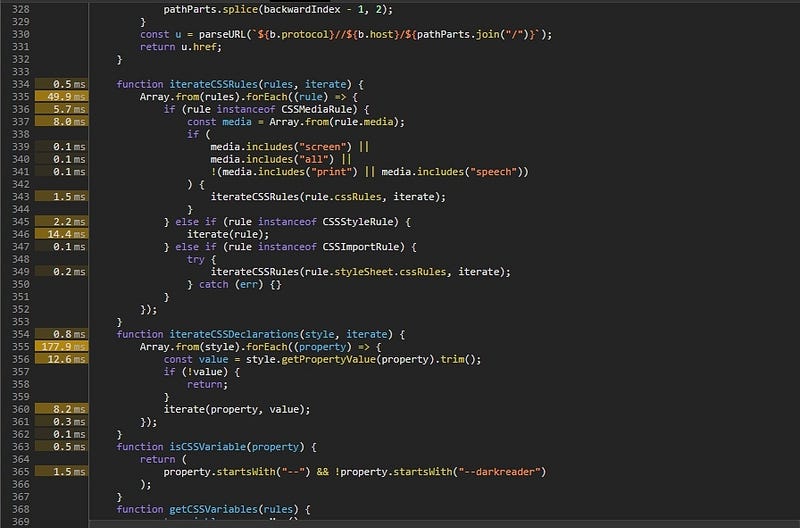 328 pathParts.splice(backwardIndex - 1, 2);
329 }
330 const u = parseURL(`${b.protocol}//${b.host}/${pathParts.join("/")}`);
331 return u.href;
332 }
333
334 0.5 ms function iterateCSSRules(rules, iterate) {
335 49.9 ms Array.from(rules).forEach((rule) => {
336 5.7 ms if (rule instanceof CSSMediaRule) {
337 8.0 ms const media = Array.from(rule.media);
338 if (
339 0.1 ms media.includes("screen") ||
340 0.1 ms media.includes("all") ||
341 0.1 ms !(media.includes("print") || media.includes("speech"))
342 ) {
343 1.5 ms iterateCSSRules(rule.cssRules, iterate);
344 }
345 2.2 ms } else if (rule instanceof CSSStyleRule) {
346 14.4 ms iterate(rule);
347 0.1 ms } else if (rule instanceof CSSImportRule) {
348 try {
349 0.2 ms iterateCSSRules(rule.styleSheet.cssRules, iterate);
350 } catch (err) {}
351 }
352 });
353 }
354 0.8 ms function iterateCSSDeclarations(style, iterate) {
355 177.9 ms Array.from(style).forEach((property) => {
356 12.6 ms const value = style.getPropertyValue(property).trim();
357 if (!value) {
358 return;
359 }
360 8.2 ms iterate(property, value);
361 0.3 ms });
362 0.1 ms }
363 0.5 ms function isCSSVariable(property) {
364 return (
365 1.5 ms property.startsWith("--") && !property.startsWith("--darkreader")
366 );
367 }
368 function getCSSVariables(rules) {
369